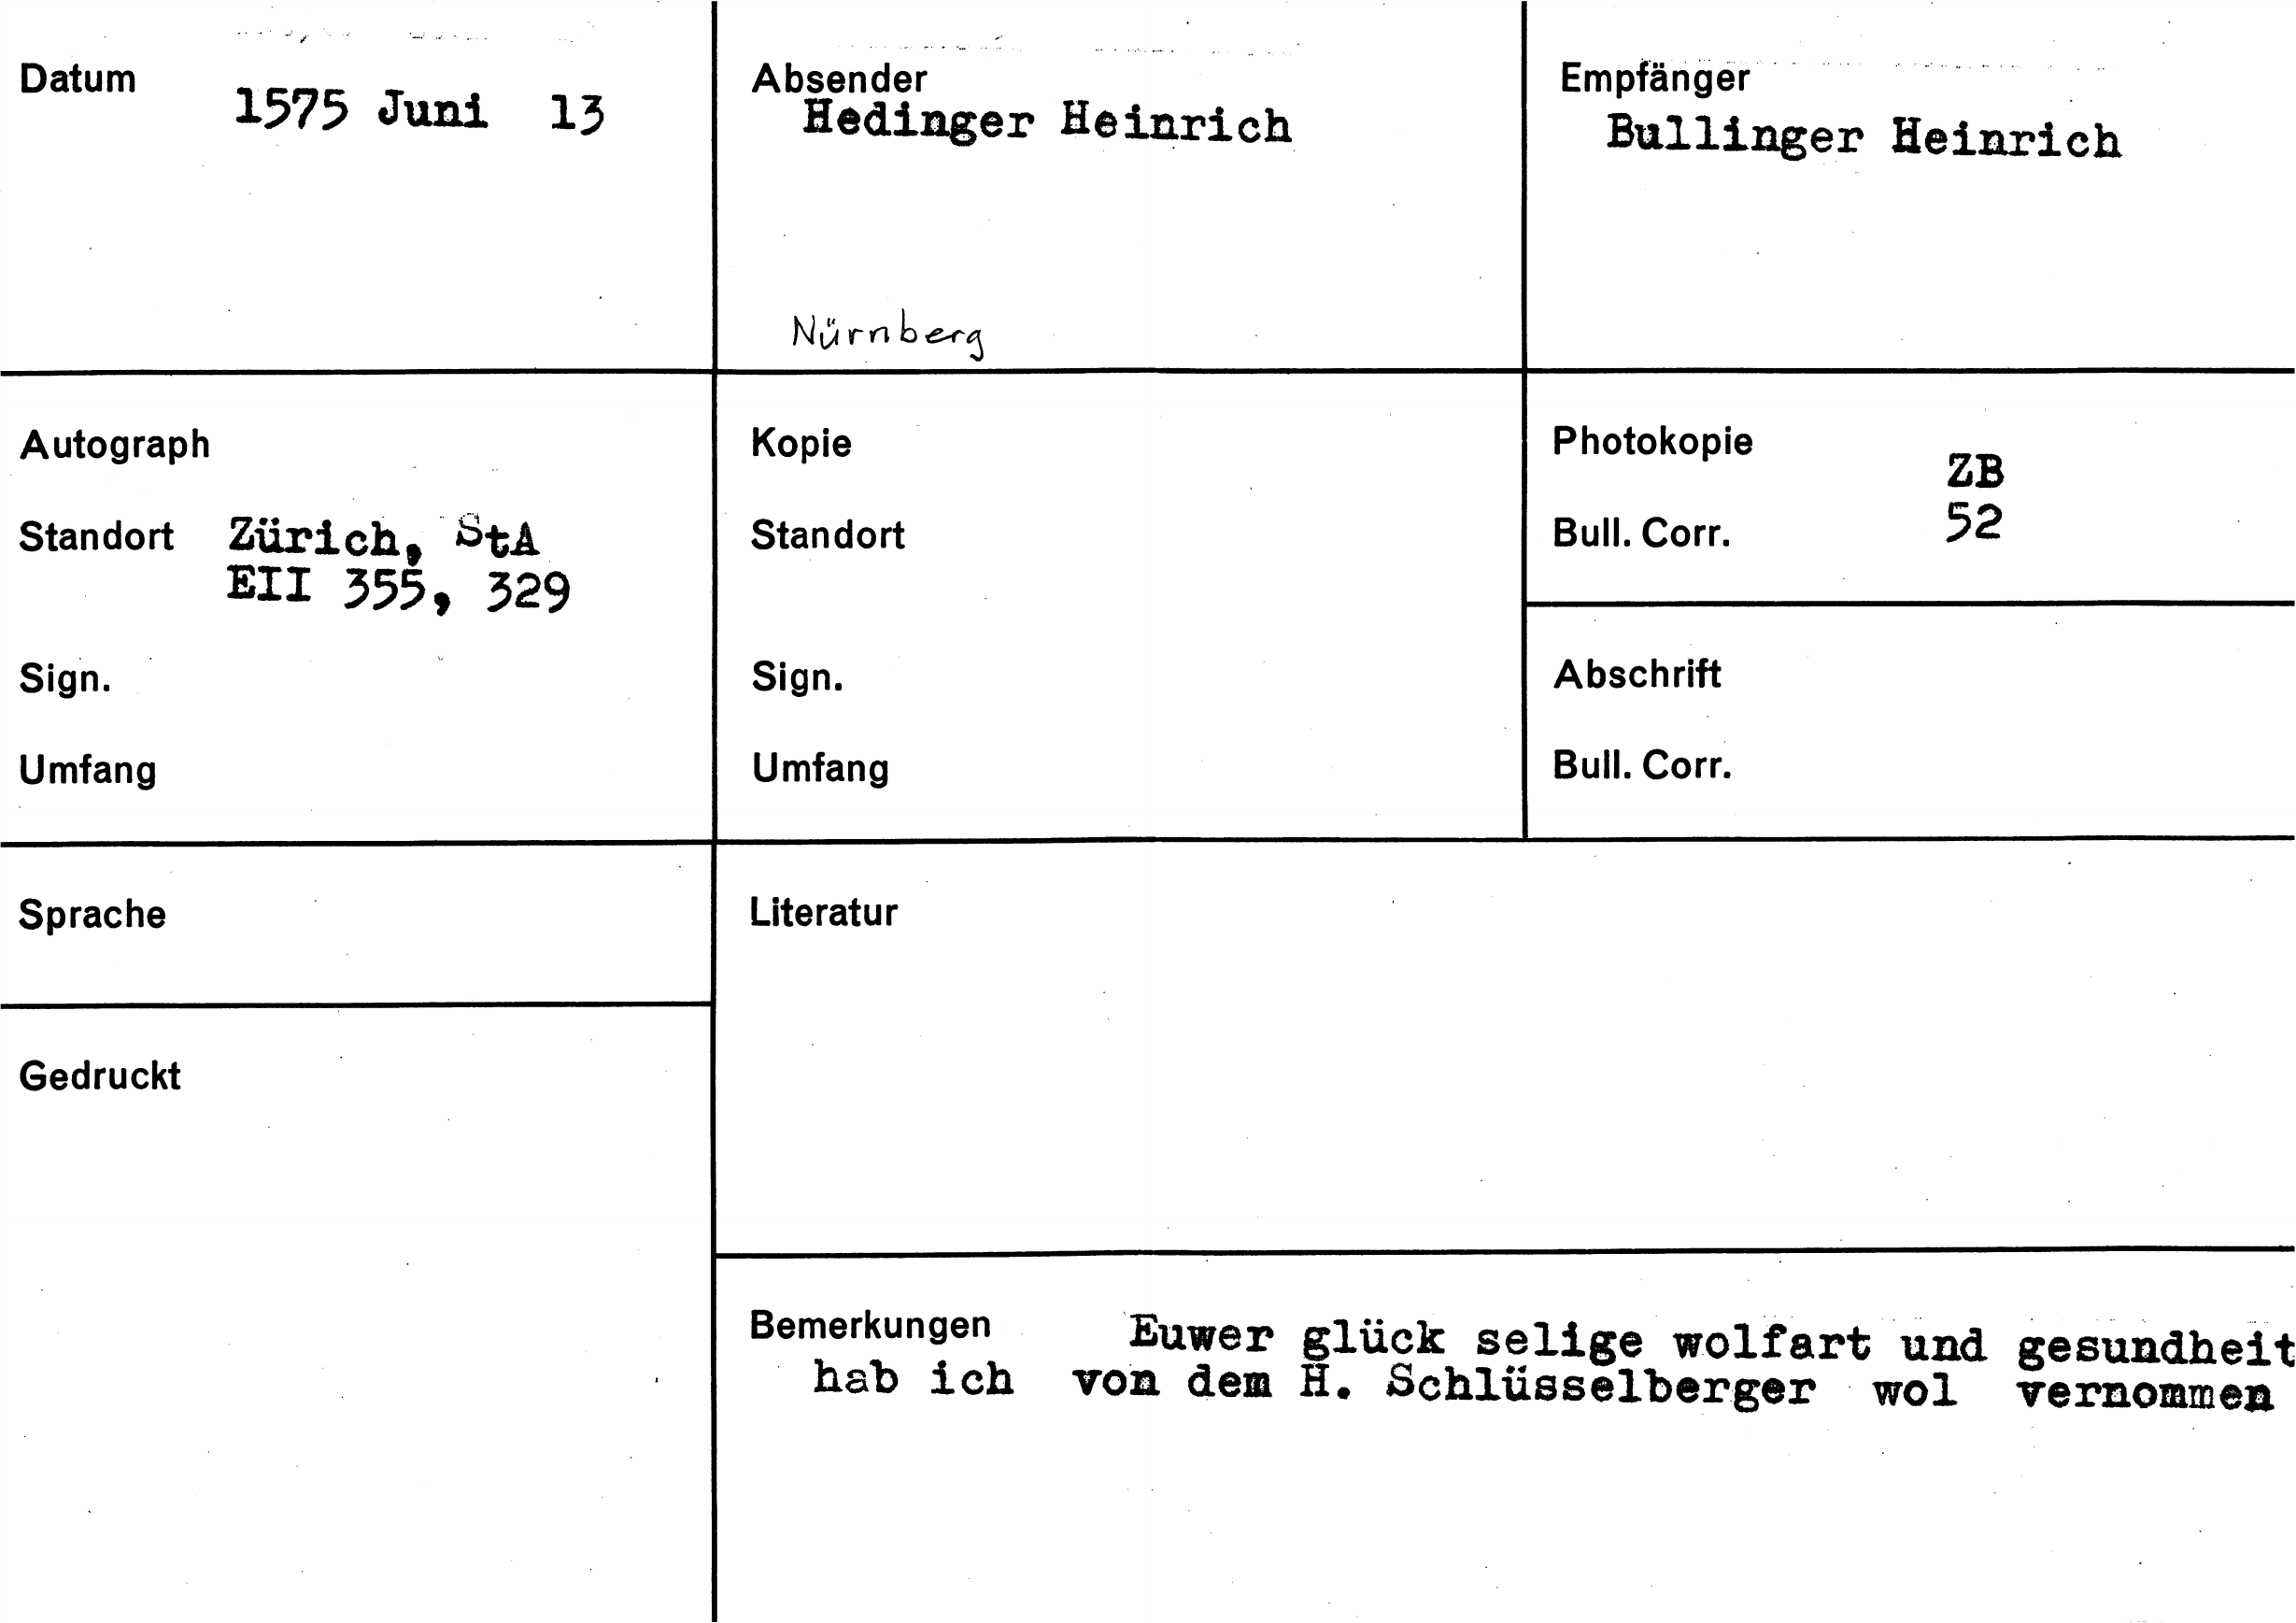 Datum
1575 Juni 13
Absender
Hedinger Heinrich
Nürnberg
Empfänger
Bullinger Heinrich
Autograph
Standort Zürich, StA
EII 355, 329
Sign.
Umfang
Kopie
Standort
Sign.
Umfang
Photokopie
ZB
Bull. Corr. 52
Abschrift
Bull. Corr.
Sprache
Literatur
Gedruckt
Bemerkungen Euwer glück selige wolfart und gesundheit
hab ich von dem H. Schlüsselberger wol vernommen